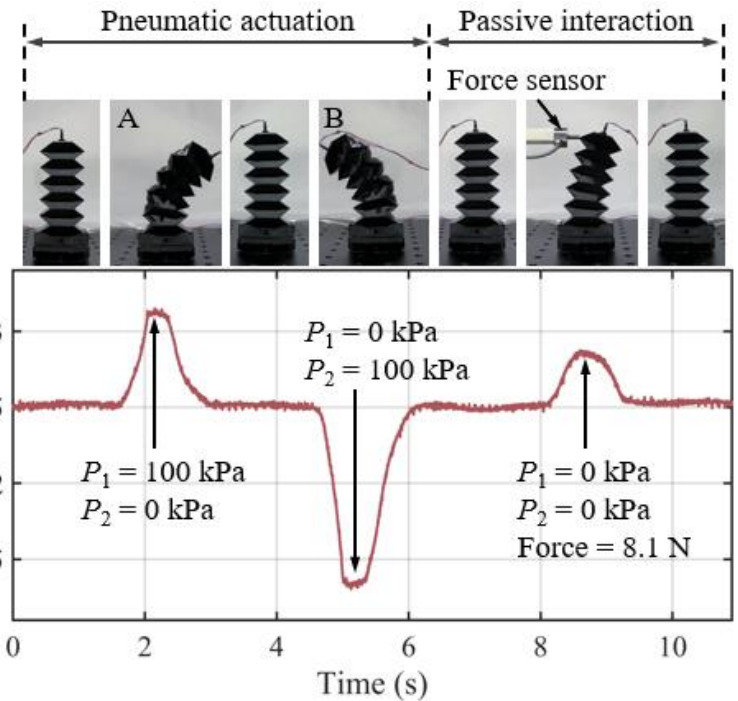 Pneumatic actuation
Passive interaction
Force sensor
A
B
P1 = 0 kPa
P2 = 100 kPa
P1 = 100 kPa
P2 = 0 kPa
P1 = 0 kPa
P2 = 0 kPa
Force = 8.1 N
0
2
4
6
8
10
Time (s)